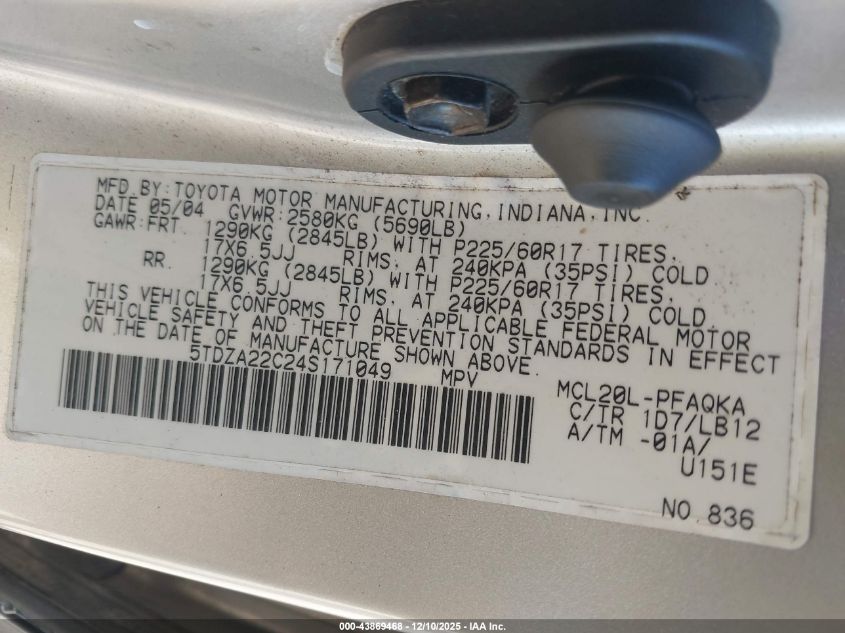 MFD.BY:TOYOTA MOTOR MANUFACTURING,INDIANA,INC.
DATE 05/04 GVWR:2580KG (5690LB)
GAWR:FRT. 1290KG (2845LB) WITH P225/60R17 TIRES,
17X6.5JJ RIMS, AT 240KPA (35PSI) COLD
RR. 1290KG (2845LB) WITH P225/60R17 TIRES,
17X6.5JJ RIMS, AT 240KPA (35PSI) COLD
THIS VEHICLE CONFORMS TO ALL APPLICABLE FEDERAL MOTOR
VEHICLE SAFETY AND THEFT PREVENTION STANDARDS IN EFFECT
ON THE DATE OF MANUFACTURE SHOWN ABOVE.
5TDZA22C24S171049 MPV
MCL20L-PFAQKA
C/TR 1D7/LB12
A/TM -01A/
U151E
NO.836
000-43869468 - 12/10/2025 - IAA Inc.